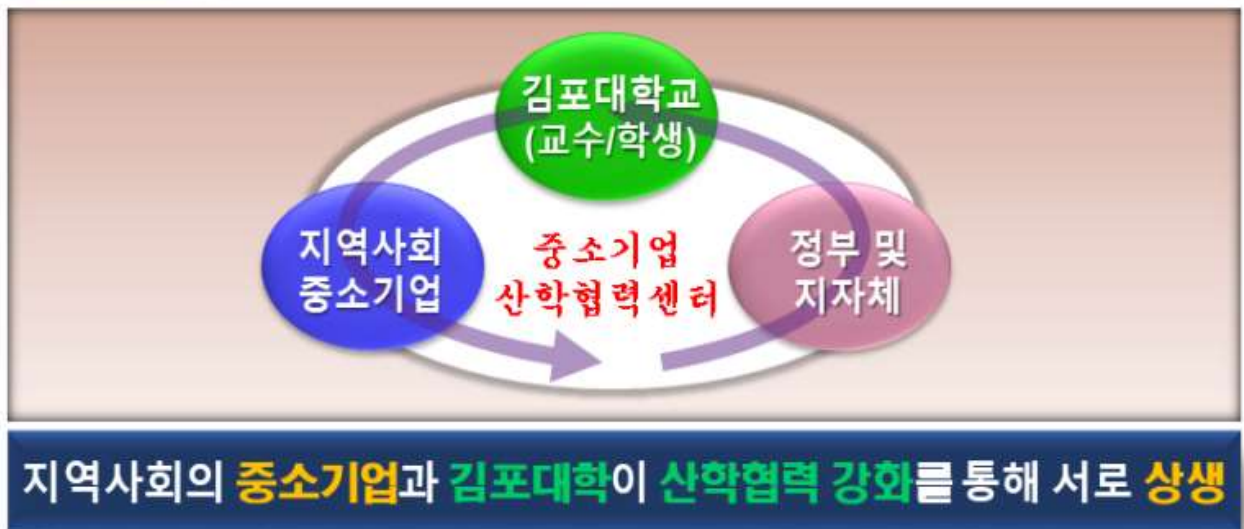 김포대학교
(교수/학생)
지역사회
중소기업
중소기업
산학협력센터
정부 및
지자체
지역사회의 중소기업과 김포대학이 산학협력 강화를 통해 서로 상생